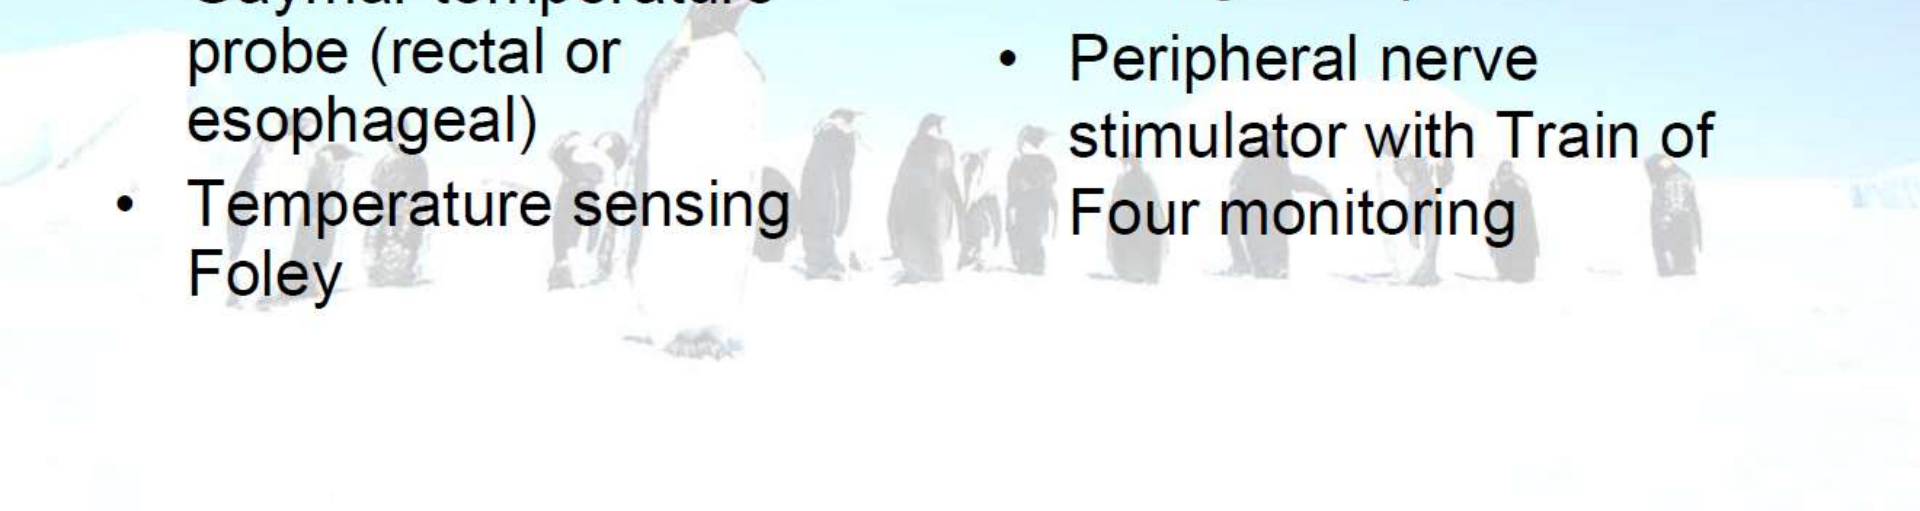 probe (rectal or
esophageal)
• Temperature sensing
Foley
• Peripheral nerve
stimulator with Train of
Four monitoring